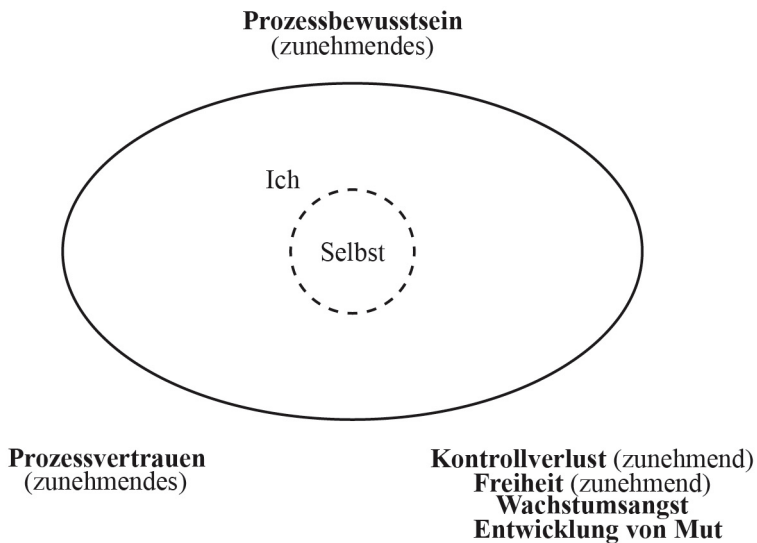 Prozessbewusstsein
(zunehmendes)
Ich
Selbst
Prozessvertrauen
(zunehmendes)
Kontrollverlust (zunehmend)
Freiheit (zunehmend)
Wachstumsangst
Entwicklung von Mut